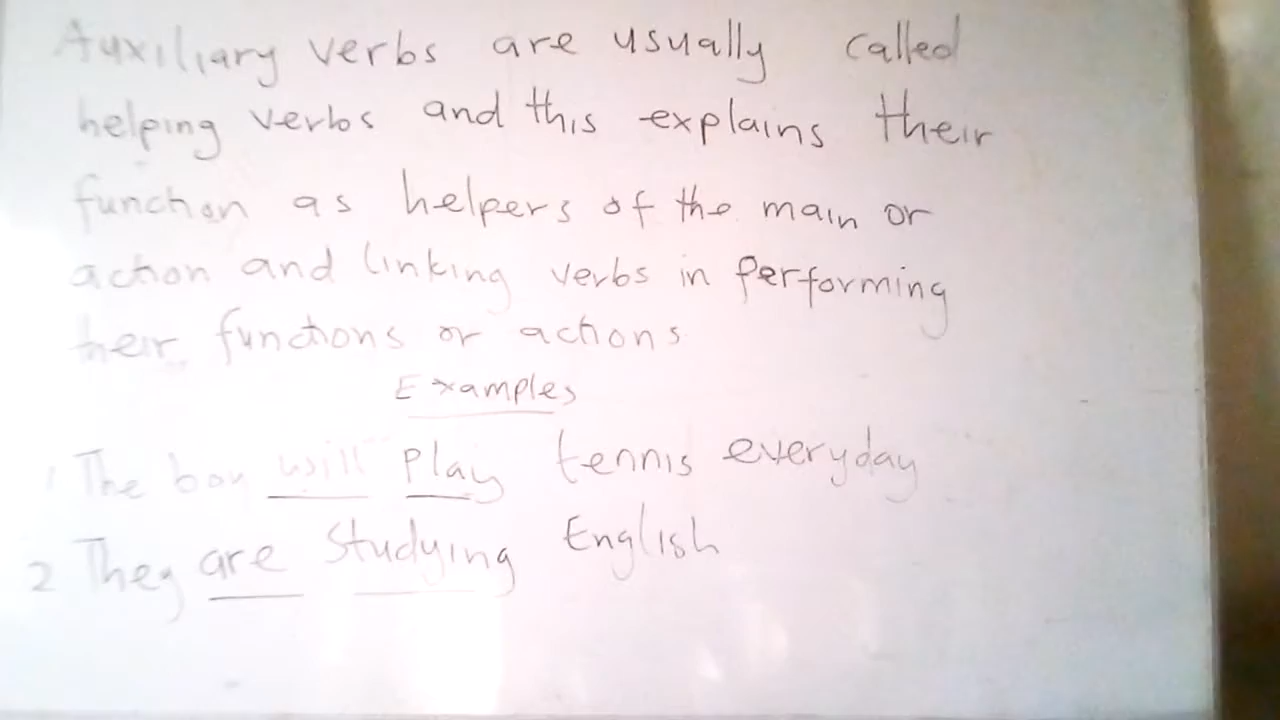 Auxiliary verbs are usually called
helping verbs and this explains their
function as helpers of the main or
action and linking verbs in performing
their functions or actions
Examples
1 The boy will play tennis everyday
2 They are studying English